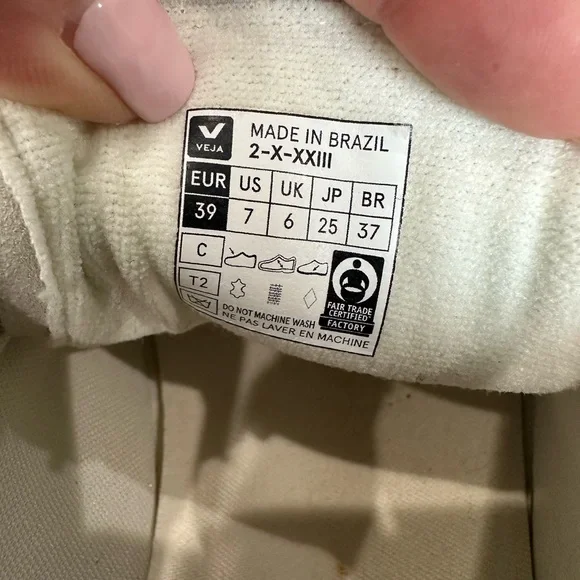 VEJA
MADE IN BRAZIL
2-X-XXIII
EUR US UK JP BR
39 7 6 25 37
C
T2
FAIR TRADE
CERTIFIED
FACTORY
DO NOT MACHINE WASH
NE PAS LAVER EN MACHINE